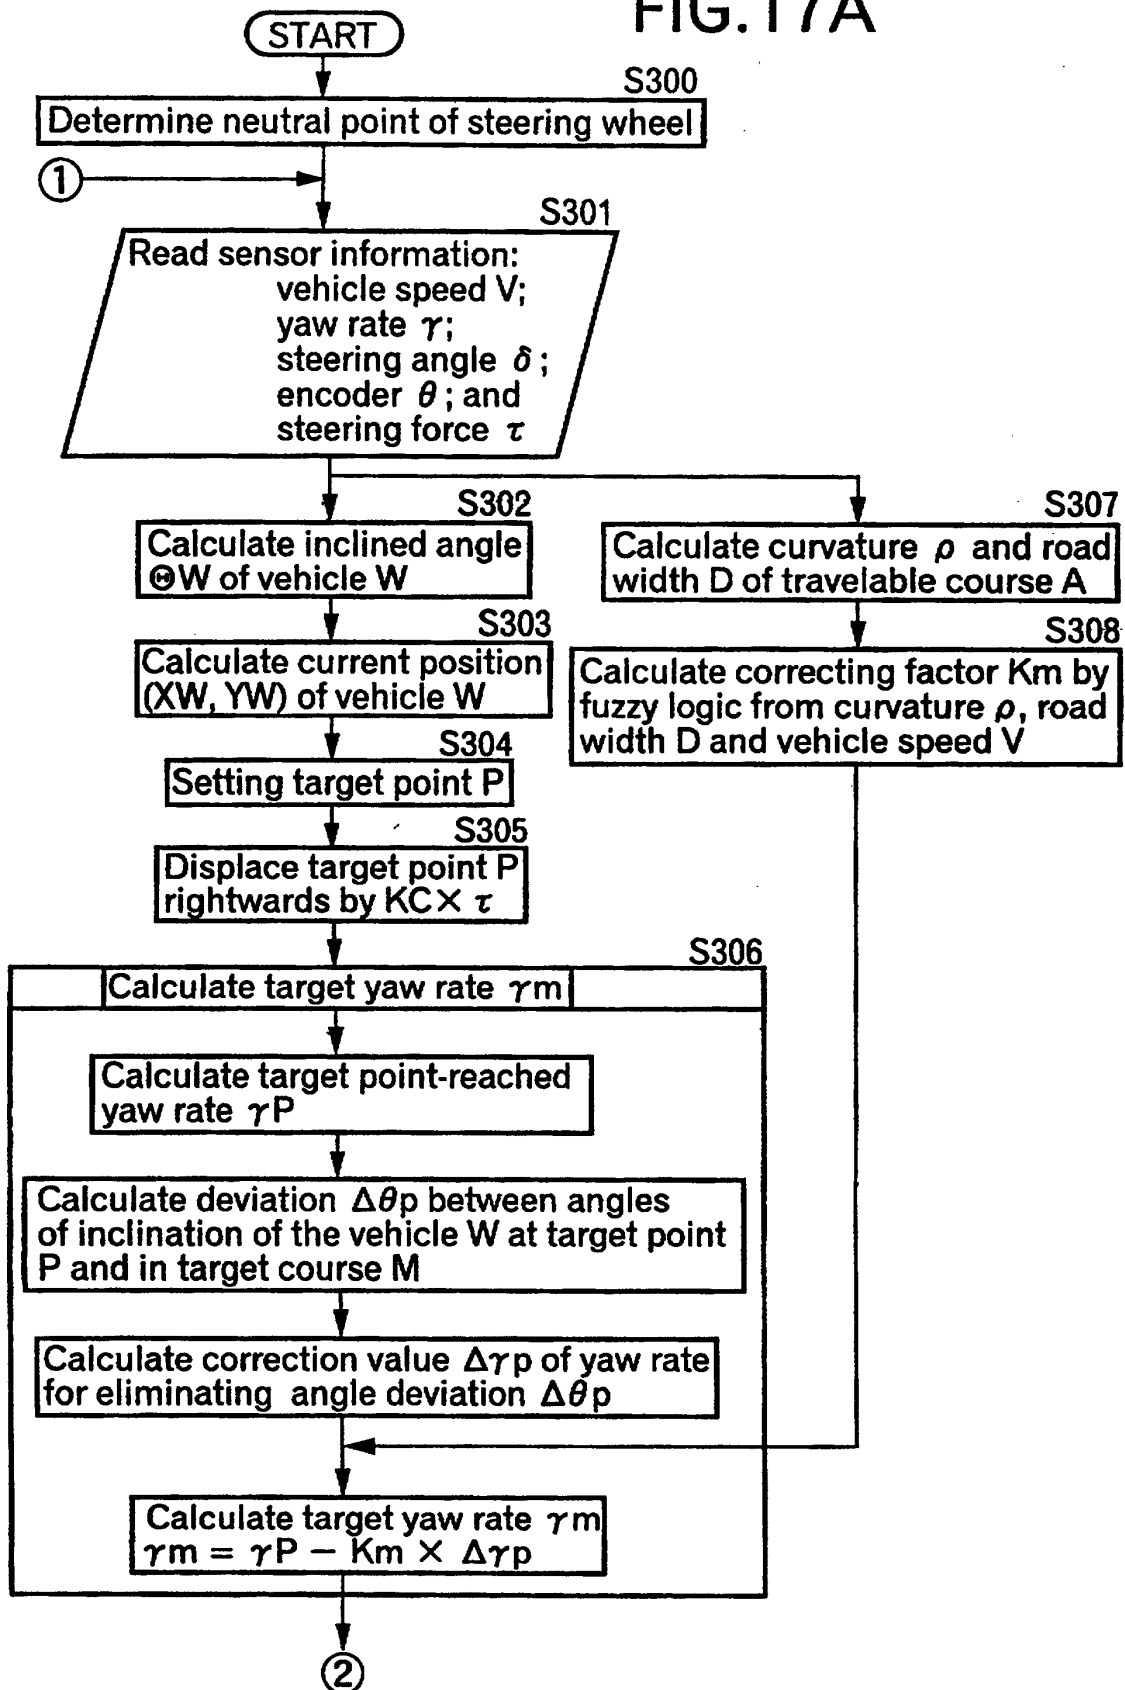 FIG. 17A
START
S300
Determine neutral point of steering wheel
1
S301
Read sensor information:
vehicle speed V;
yaw rate γ;
steering angle δ;
encoder θ; and
steering force τ
S302
Calculate inclined angle
ΘW of vehicle W
S303
Calculate current position
(XW, YW) of vehicle W
S304
Setting target point P
S305
Displace target point P
rightwards by KC× τ
S307
Calculate curvature ρ and road
width D of travelable course A
S308
Calculate correcting factor Km by
fuzzy logic from curvature ρ, road
width D and vehicle speed V
S306
Calculate target yaw rate γm
Calculate target point-reached
yaw rate γP
Calculate deviation Δθp between angles
of inclination of the vehicle W at target point
P and in target course M
Calculate correction value Δγp of yaw rate
for eliminating angle deviation Δθp
Calculate target yaw rate γm
γm = γP − Km × Δγp
2